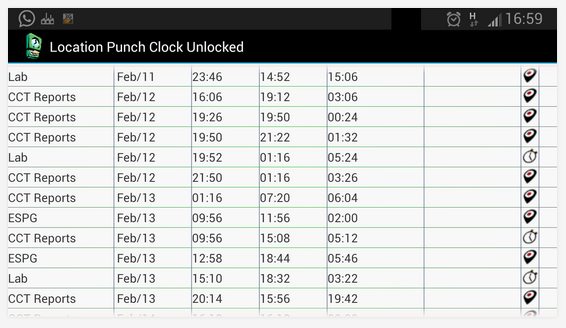 H 16:59
Location Punch Clock Unlocked
Lab Feb/11 23:46 14:52 15:06
CCT Reports Feb/12 16:06 19:12 03:06
CCT Reports Feb/12 19:26 19:50 00:24
CCT Reports Feb/12 19:50 21:22 01:32
Lab Feb/12 19:52 01:16 05:24
CCT Reports Feb/12 21:50 01:16 03:26
CCT Reports Feb/13 01:16 07:20 06:04
ESPG Feb/13 09:56 11:56 02:00
CCT Reports Feb/13 09:56 15:08 05:12
ESPG Feb/13 12:58 18:44 05:46
Lab Feb/13 15:10 18:32 03:22
CCT Reports Feb/13 20:14 15:56 19:42